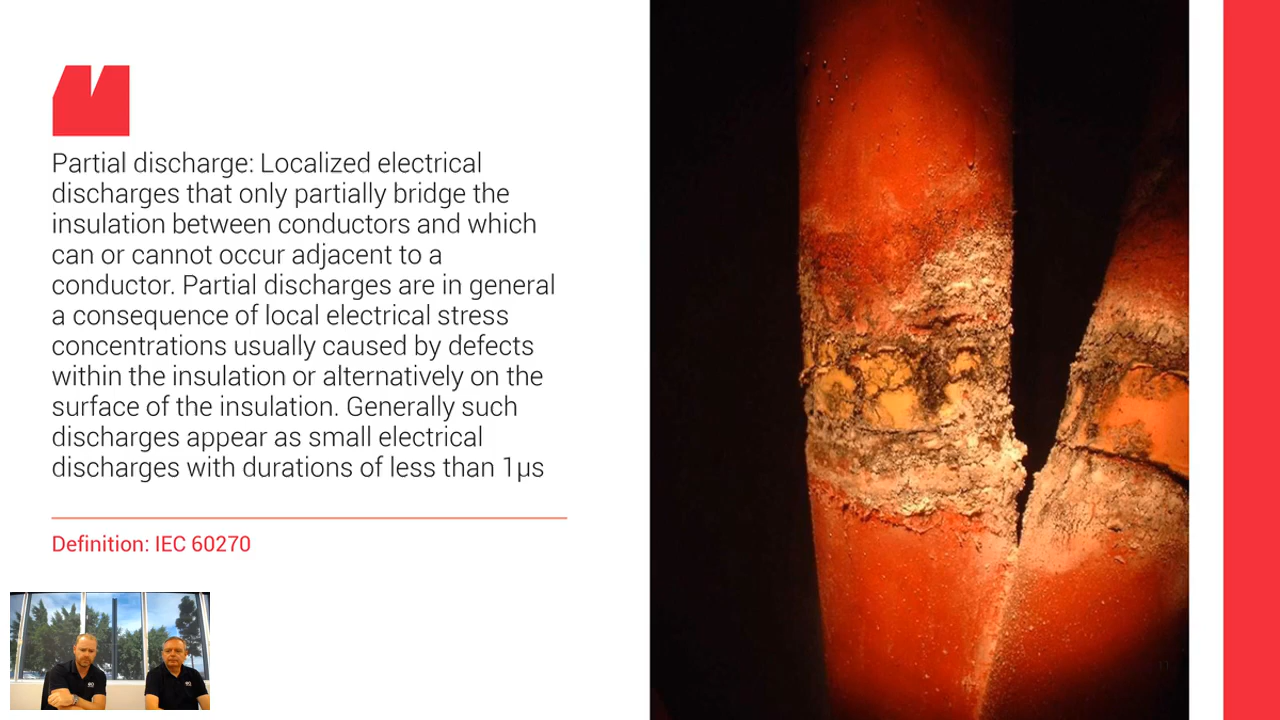 Partial discharge: Localized electrical
discharges that only partially bridge the
insulation between conductors and which
can or cannot occur adjacent to a
conductor. Partial discharges are in general
a consequence of local electrical stress
concentrations usually caused by defects
within the insulation or alternatively on the
surface of the insulation. Generally such
discharges appear as small electrical
discharges with durations of less than 1µs
Definition: IEC 60270